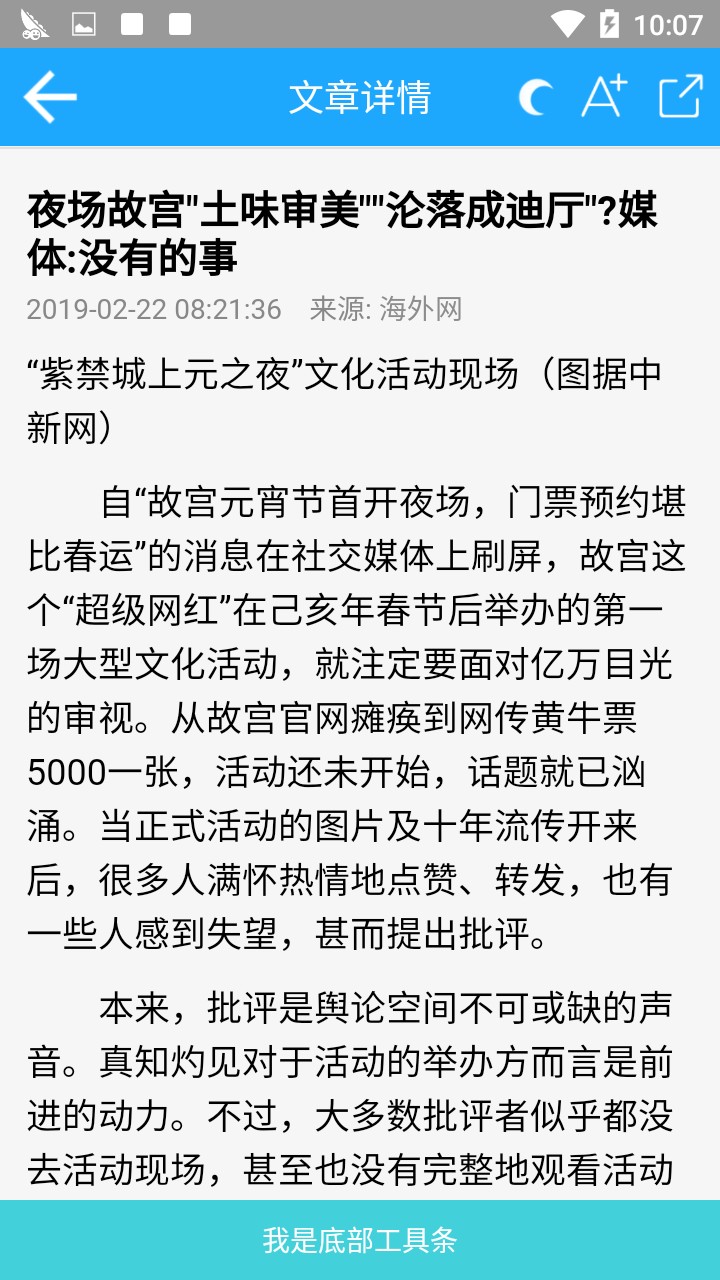 10:07
文章详情
A+
夜场故宫"土味审美""沦落成迪厅"?媒
体:没有的事
2019-02-22 08:21:36 来源: 海外网
“紫禁城上元之夜”文化活动现场（图据中
新网）
自“故宫元宵节首开夜场，门票预约堪
比春运”的消息在社交媒体上刷屏，故宫这
个“超级网红”在己亥年春节后举办的第一
场大型文化活动，就注定要面对亿万目光
的审视。从故宫官网瘫痪到网传黄牛票
5000一张，活动还未开始，话题就已汹
涌。当正式活动的图片及十年流传开来
后，很多人满怀热情地点赞、转发，也有
一些人感到失望，甚而提出批评。
本来，批评是舆论空间不可或缺的声
音。真知灼见对于活动的举办方而言是前
进的动力。不过，大多数批评者似乎都没
去活动现场，甚至也没有完整地观看活动
我是底部工具条